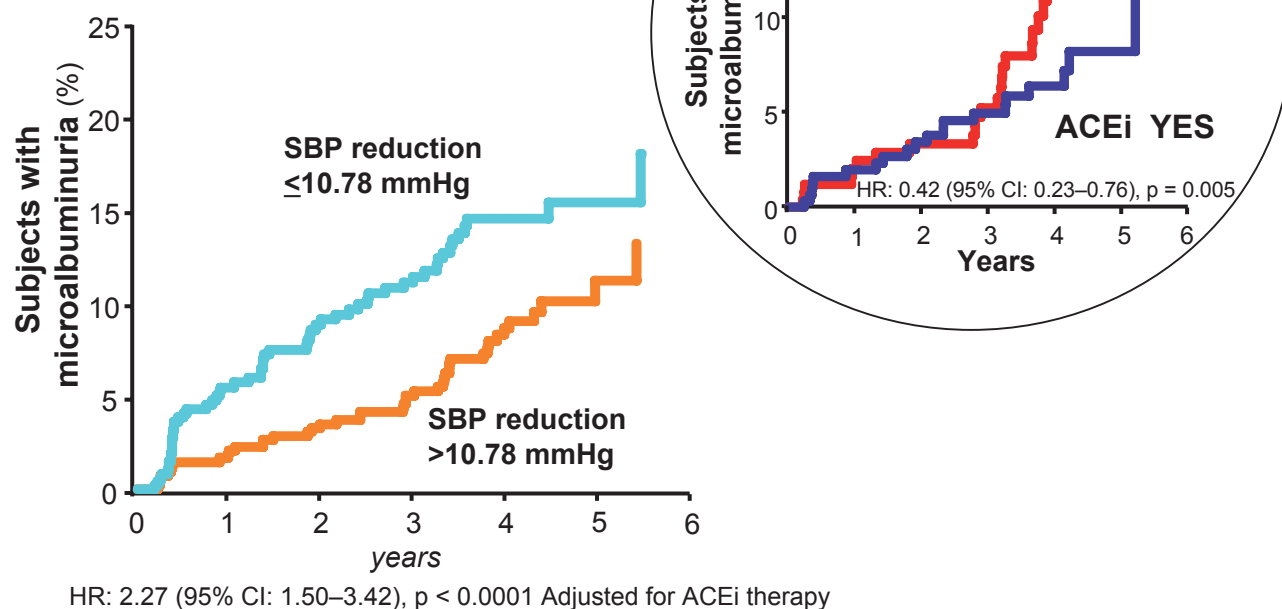 25
20
15
10
5
0
Subjects with
microalbuminuria (%)
SBP reduction
≤10.78 mmHg
SBP reduction
>10.78 mmHg
0 1 2 3 4 5 6
years
HR: 2.27 (95% CI: 1.50–3.42), p < 0.0001 Adjusted for ACEi therapy
10
5
0
Subjects
ACEi YES
HR: 0.42 (95% CI: 0.23–0.76), p = 0.005
0 1 2 3 4 5 6
Years